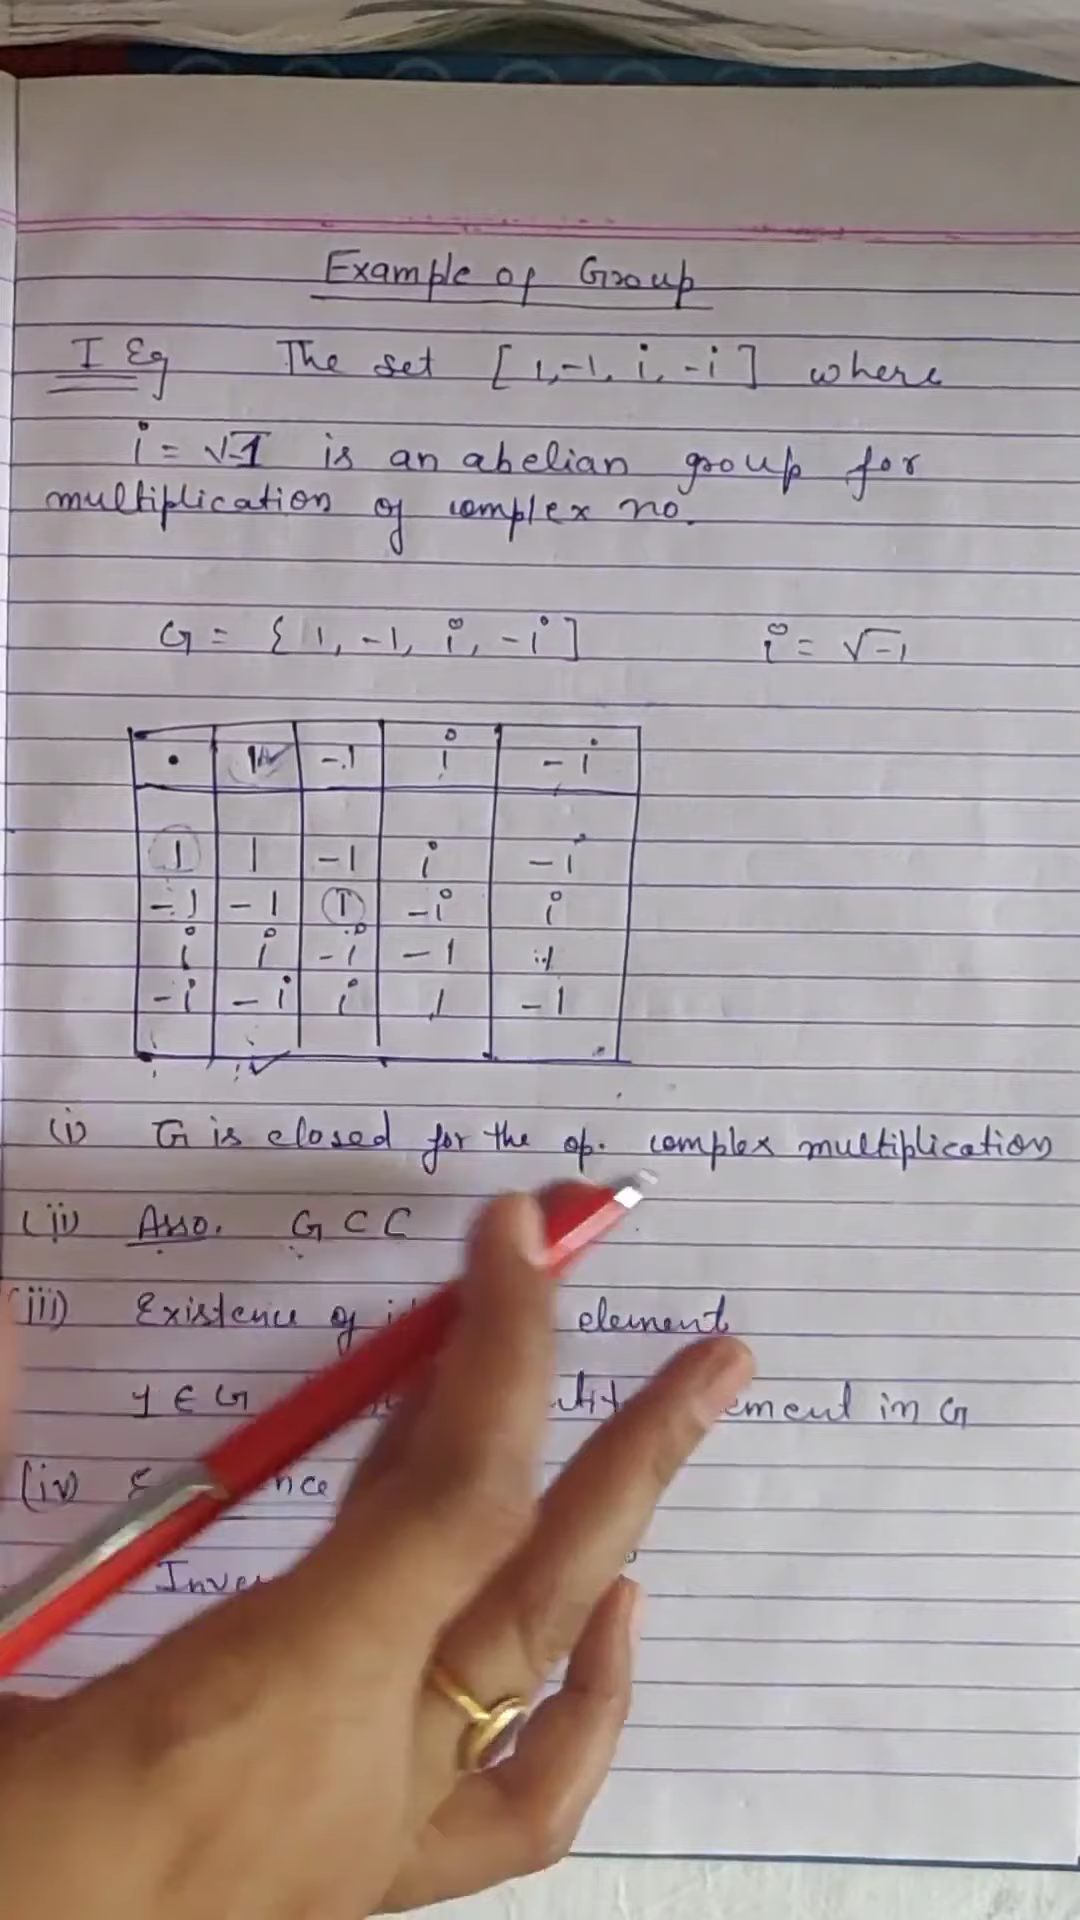 Example of Group
I Eg The set [1,-1, i, -i] where
i = √-1 is an abelian group for
multiplication of complex no.
G = { 1, -1, i, -i ] i = √-1
. 1 -1 i -i
1 1 -1 i -i
-1 -1 1 -i i
i i -i -1 1
-i -i i 1 -1
(i) G is closed for the op. complex multiplication
(ii) Asso. G ⊂ C
(iii) Existence of element
1 ∈ G element in G
(iv)